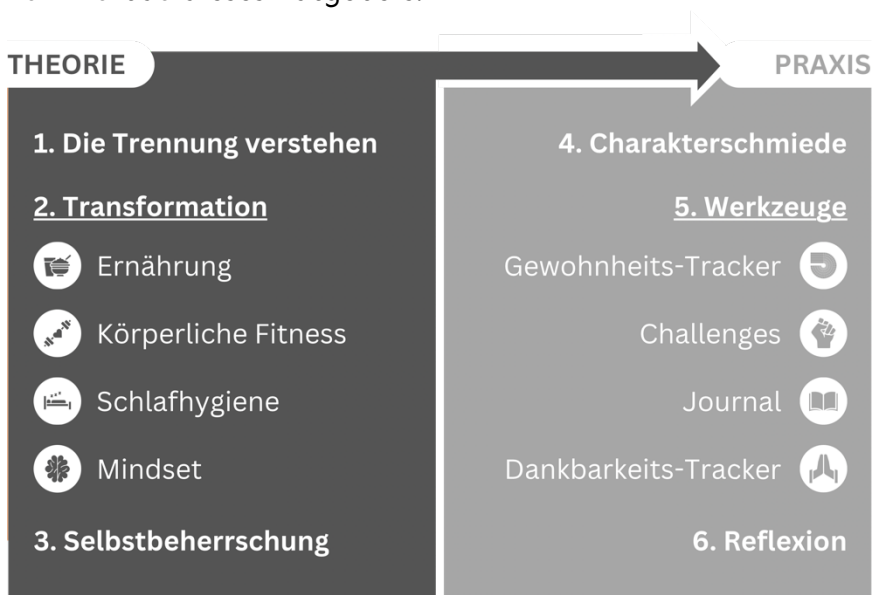 THEORIE
PRAXIS
1. Die Trennung verstehen
2. Transformation
Ernährung
Körperliche Fitness
Schlafhygiene
Mindset
3. Selbstbeherrschung
4. Charakterschmiede
5. Werkzeuge
Gewohnheits-Tracker
Challenges
Journal
Dankbarkeits-Tracker
6. Reflexion